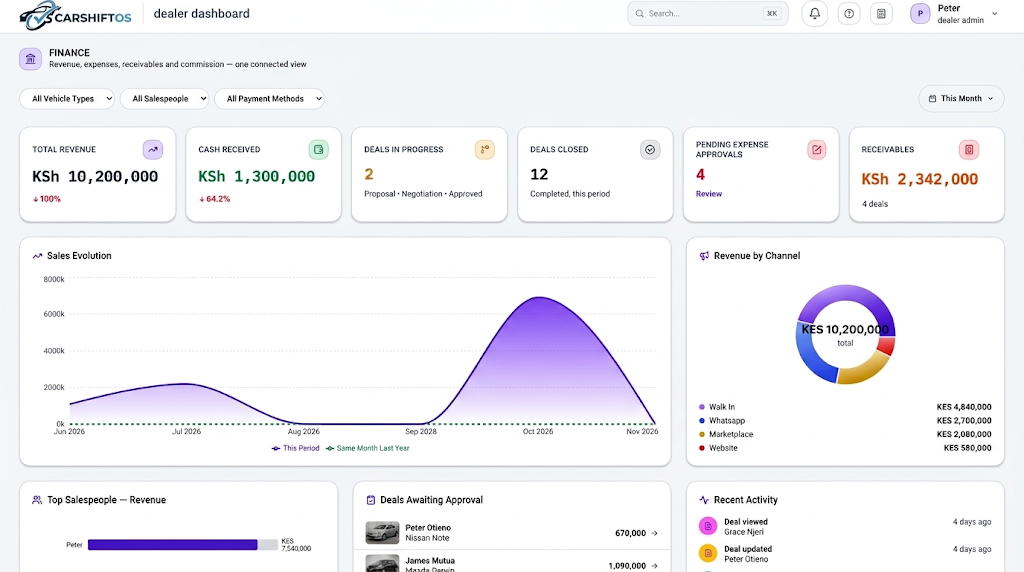 CARSHIFTOS
dealer dashboard
Search...
⌘K
P
Peter
dealer admin
FINANCE
Revenue, expenses, receivables and commission — one connected view
All Vehicle Types
All Salespeople
All Payment Methods
This Month
TOTAL REVENUE
KSh 10,200,000
↓ 100%
CASH RECEIVED
KSh 1,300,000
↓ 64.2%
DEALS IN PROGRESS
2
Proposal • Negotiation • Approved
DEALS CLOSED
12
Completed, this period
PENDING EXPENSE
APPROVALS
4
Review
RECEIVABLES
KSh 2,342,000
4 deals
Sales Evolution
8000k
6000k
4000k
2000k
0k
Jun 2026
Jul 2026
Aug 2026
Sep 2028
Oct 2026
Nov 2026
This Period
Same Month Last Year
Revenue by Channel
KES 10,200,000
total
Walk In KES 4,840,000
Whatsapp KES 2,700,000
Marketplace KES 2,080,000
Website KES 580,000
Top Salespeople — Revenue
Peter
KES
7,540,000
Deals Awaiting Approval
Peter Otieno
Nissan Note
670,000 →
James Mutua
1,090,000 →
Recent Activity
Deal viewed
Grace Njeri
4 days ago
Deal updated
Peter Otieno
4 days ago